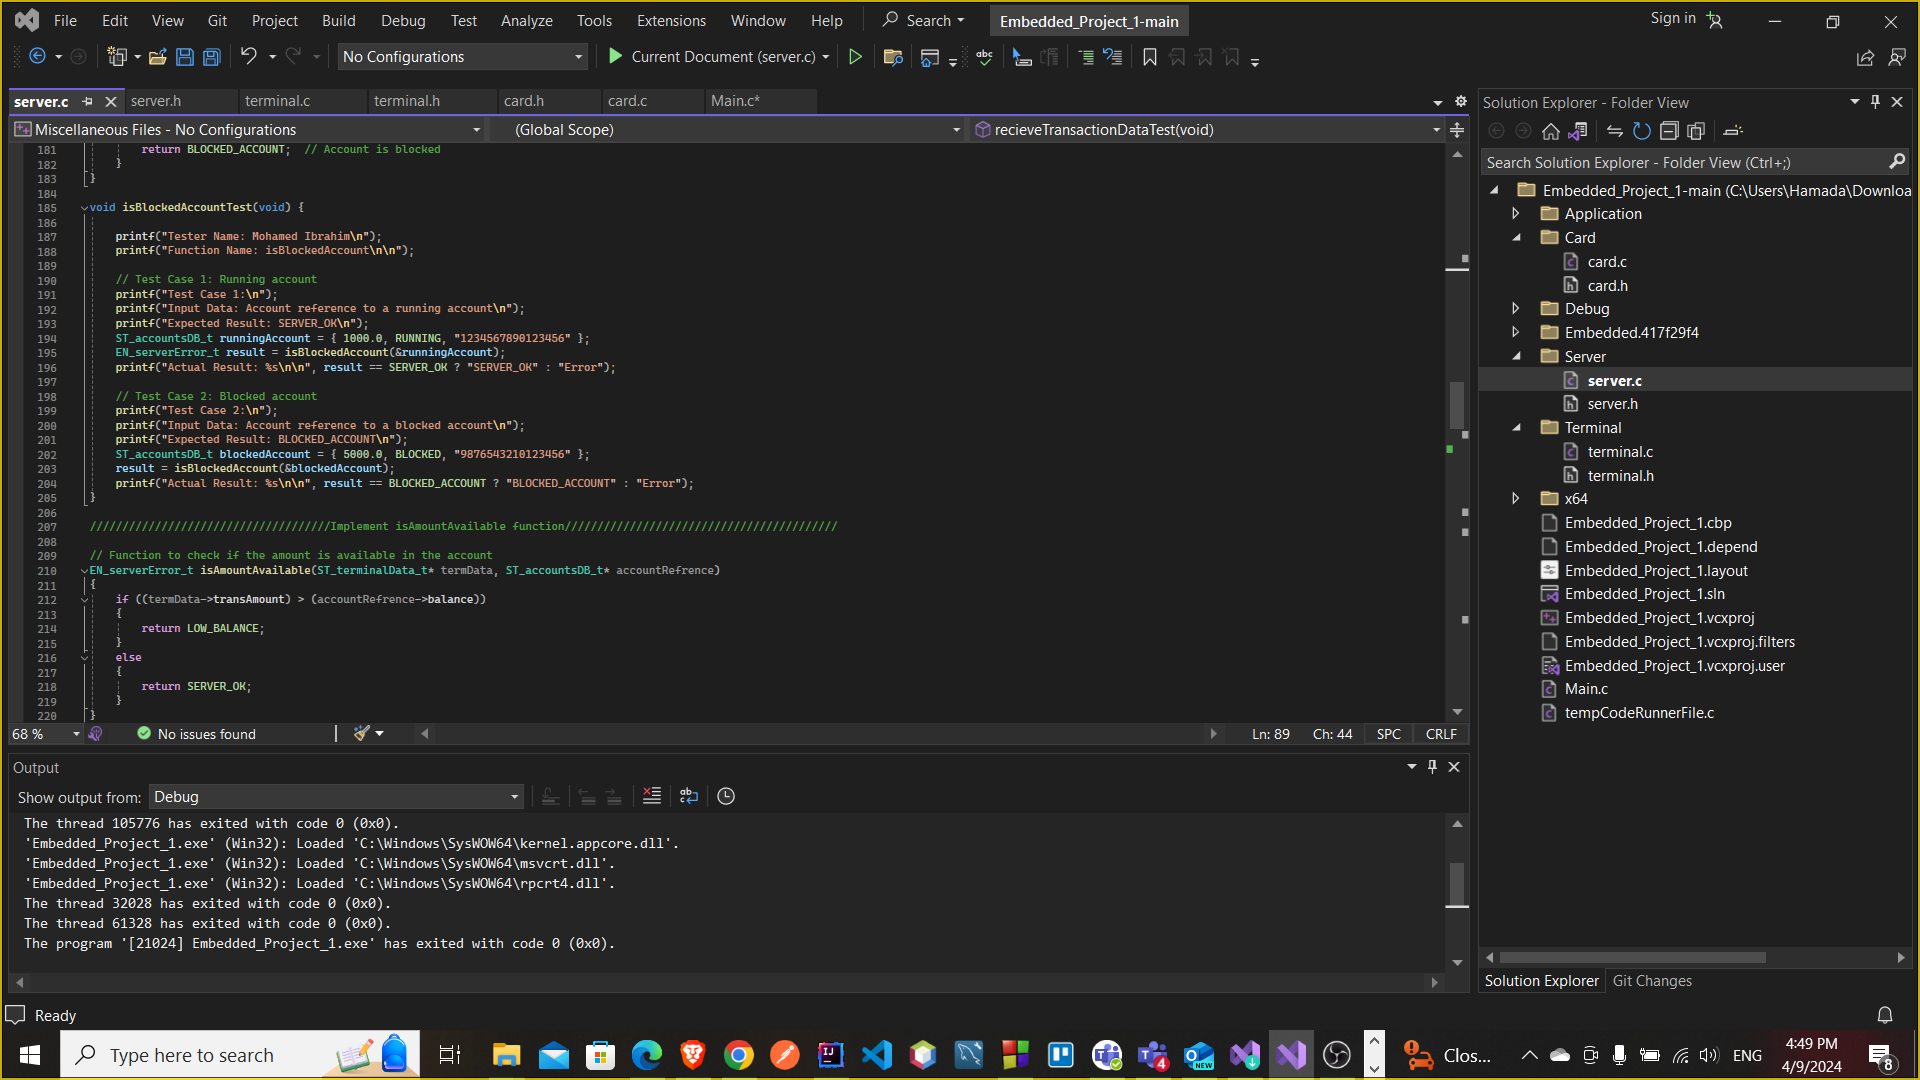 File Edit View Git Project Build Debug Test Analyze Tools Extensions Window Help Search Embedded_Project_1-main Sign in
No Configurations Current Document (server.c)
server.c server.h terminal.c terminal.h card.h card.c Main.c*
Miscellaneous Files - No Configurations (Global Scope) recieveTransactionDataTest(void)
181 return BLOCKED_ACCOUNT; // Account is blocked
182 }
183 }
184
185 void isBlockedAccountTest(void) {
186
187 printf("Tester Name: Mohamed Ibrahim\n");
188 printf("Function Name: isBlockedAccount\n\n");
189
190 // Test Case 1: Running account
191 printf("Test Case 1:\n");
192 printf("Input Data: Account reference to a running account\n");
193 printf("Expected Result: SERVER_OK\n");
194 ST_accountsDB_t runningAccount = { 1000.0, RUNNING, "1234567890123456" };
195 EN_serverError_t result = isBlockedAccount(&runningAccount);
196 printf("Actual Result: %s\n\n", result == SERVER_OK ? "SERVER_OK" : "Error");
197
198 // Test Case 2: Blocked account
199 printf("Test Case 2:\n");
200 printf("Input Data: Account reference to a blocked account\n");
201 printf("Expected Result: BLOCKED_ACCOUNT\n");
202 ST_accountsDB_t blockedAccount = { 5000.0, BLOCKED, "9876543210123456" };
203 result = isBlockedAccount(&blockedAccount);
204 printf("Actual Result: %s\n\n", result == BLOCKED_ACCOUNT ? "BLOCKED_ACCOUNT" : "Error");
205 }
206
207 /////////////////////////////////////Implement isAmountAvailable function//////////////////////////////////////////
208
209 // Function to check if the amount is available in the account
210 EN_serverError_t isAmountAvailable(ST_terminalData_t* termData, ST_accountsDB_t* accountRefrence)
211 {
212 if ((termData->transAmount) > (accountRefrence->balance))
213 {
214 return LOW_BALANCE;
215 }
216 else
217 {
218 return SERVER_OK;
219 }
220 }
68 % No issues found Ln: 89 Ch: 44 SPC CRLF
Output
Show output from: Debug
The thread 105776 has exited with code 0 (0x0).
'Embedded_Project_1.exe' (Win32): Loaded 'C:\Windows\SysWOW64\kernel.appcore.dll'.
'Embedded_Project_1.exe' (Win32): Loaded 'C:\Windows\SysWOW64\msvcrt.dll'.
'Embedded_Project_1.exe' (Win32): Loaded 'C:\Windows\SysWOW64\rpcrt4.dll'.
The thread 32028 has exited with code 0 (0x0).
The thread 61328 has exited with code 0 (0x0).
The program '[21024] Embedded_Project_1.exe' has exited with code 0 (0x0).
Solution Explorer - Folder View
Search Solution Explorer - Folder View (Ctrl+;)
Embedded_Project_1-main (C:\Users\Hamada\Downloa
Application
Card
card.c
card.h
Debug
Embedded.417f29f4
Server
server.c
server.h
Terminal
terminal.c
terminal.h
x64
Embedded_Project_1.cbp
Embedded_Project_1.depend
Embedded_Project_1.layout
Embedded_Project_1.sln
Embedded_Project_1.vcxproj
Embedded_Project_1.vcxproj.filters
Embedded_Project_1.vcxproj.user
Main.c
tempCodeRunnerFile.c
Solution Explorer Git Changes
Ready
Type here to search
Clos...
ENG
4:49 PM
4/9/2024
8
4
NEW